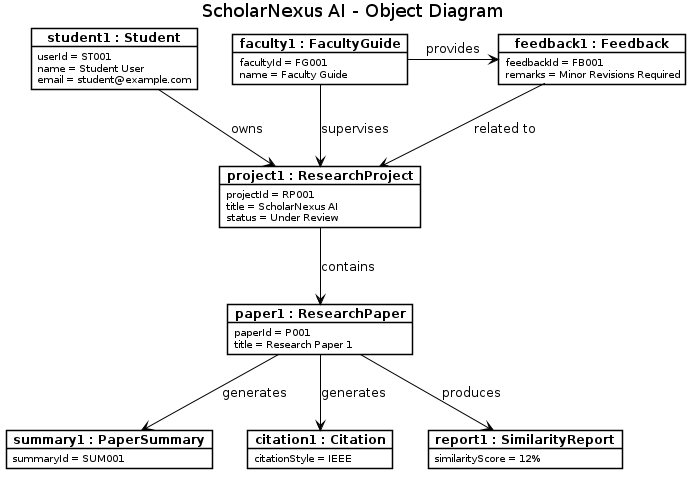 ScholarNexus AI - Object Diagram
student1 : Student
userId = ST001
name = Student User
email = student@example.com
faculty1 : FacultyGuide
facultyId = FG001
name = Faculty Guide
provides
feedback1 : Feedback
feedbackId = FB001
remarks = Minor Revisions Required
owns
supervises
related to
project1 : ResearchProject
projectId = RP001
title = ScholarNexus AI
status = Under Review
contains
paper1 : ResearchPaper
paperId = P001
title = Research Paper 1
generates
generates
produces
summary1 : PaperSummary
summaryId = SUM001
citation1 : Citation
citationStyle = IEEE
report1 : SimilarityReport
similarityScore = 12%